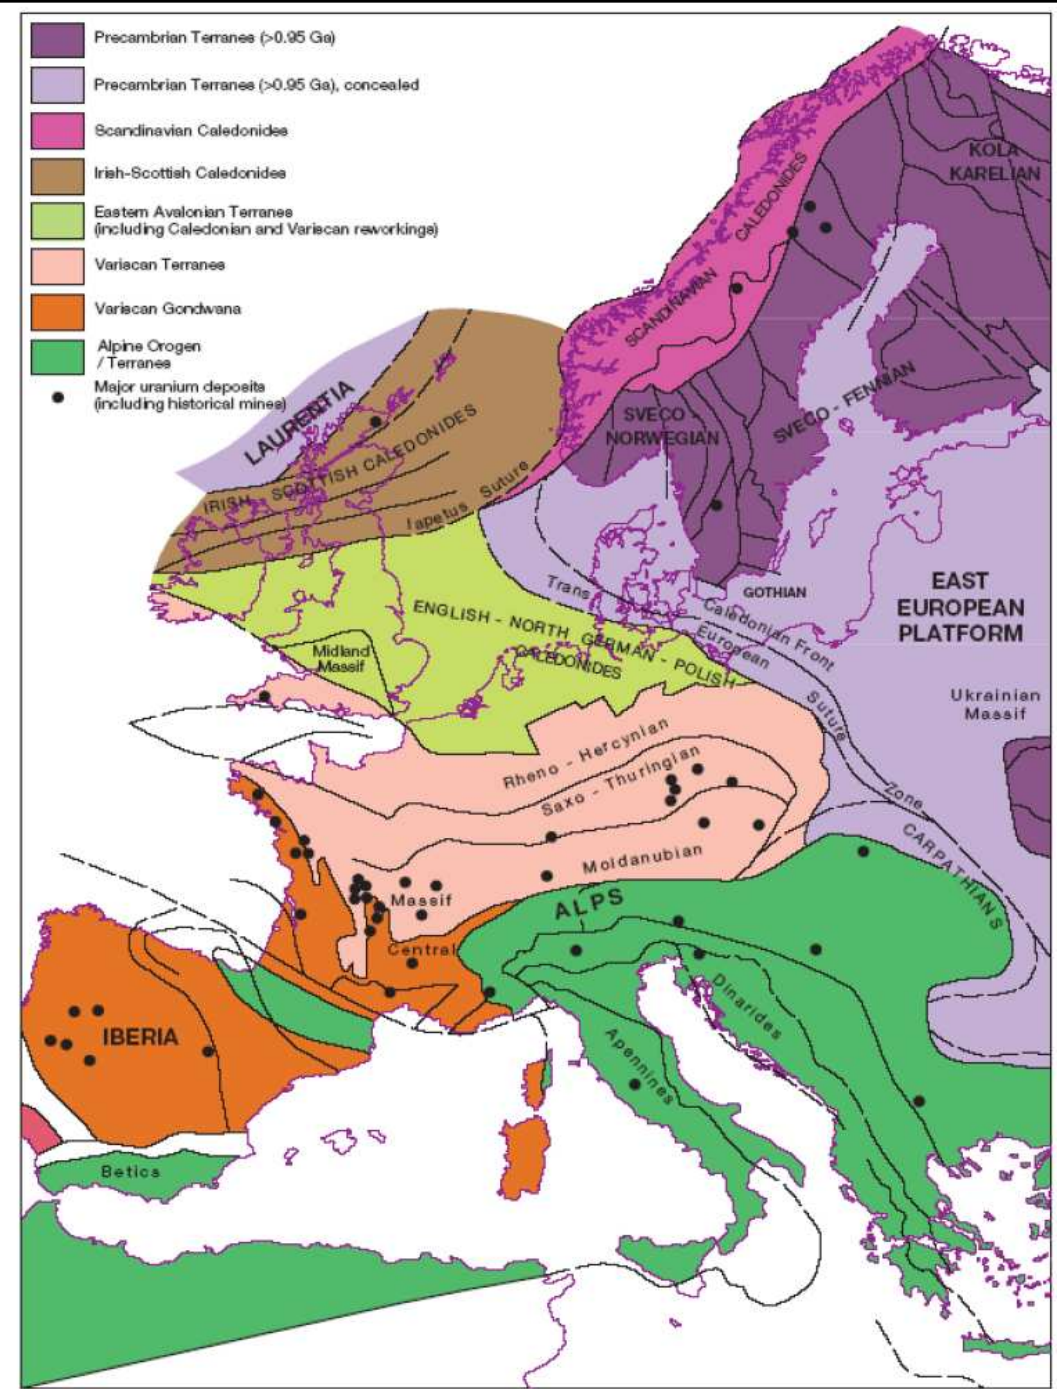 Precambrian Terranes (>0.95 Ga)
Precambrian Terranes (>0.95 Ga), concealed
Scandinavian Caledonides
Irish-Scottish Caledonides
Eastern Avalonian Terranes
(including Caledonian and Variscan reworkings)
Variscan Terranes
Variscan Gondwana
Alpine Orogen
/ Terranes
Major uranium deposits
(including historical mines)
KOLA
KARELIAN
SCANDINAVIAN CALEDONIDES
LAURENTIA
SVECO - FENNIAN
SVECO -
NORWEGIAN
IRISH - SCOTTISH CALEDONIDES
Iapetus Suture
GOTHIAN
EAST
EUROPEAN
PLATFORM
Trans European Suture Zone
Caledonian Front
ENGLISH - NORTH GERMAN - POLISH
CALEDONIDES
Midland
Massif
Ukrainian
Massif
Rheno - Hercynian
Saxo - Thuringian
Moldanubian
CARPATHIANS
Massif
Central
ALPS
Dinarides
IBERIA
Apennines
Betics